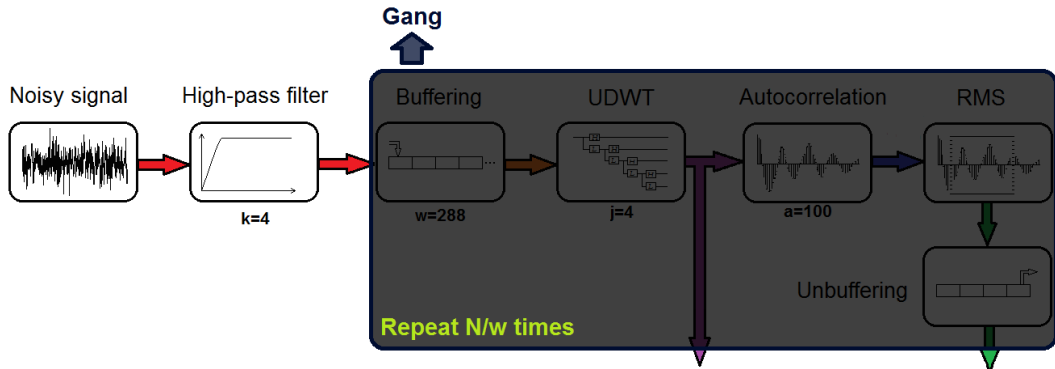 Gang
Noisy signal
High-pass filter
Buffering
UDWT
Autocorrelation
RMS
k=4
w=288
j=4
a=100
Unbuffering
Repeat N/w times